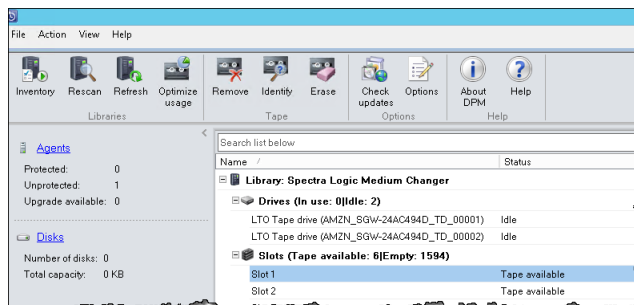 File Action View Help
Inventory Rescan Refresh Optimize usage Remove Identify Erase Check updates Options About DPM Help
Libraries Tape Options Help
Agents
Protected: 0
Unprotected: 1
Upgrade available: 0
Disks
Number of disks: 0
Total capacity: 0 KB
Search list below
Name Status
Library: Spectra Logic Medium Changer
Drives (In use: 0|Idle: 2)
LTO Tape drive (AMZN_SGW-24AC494D_TD_00001) Idle
LTO Tape drive (AMZN_SGW-24AC494D_TD_00002) Idle
Slots (Tape available: 6|Empty: 1594)
Slot 1 Tape available
Slot 2 Tape available